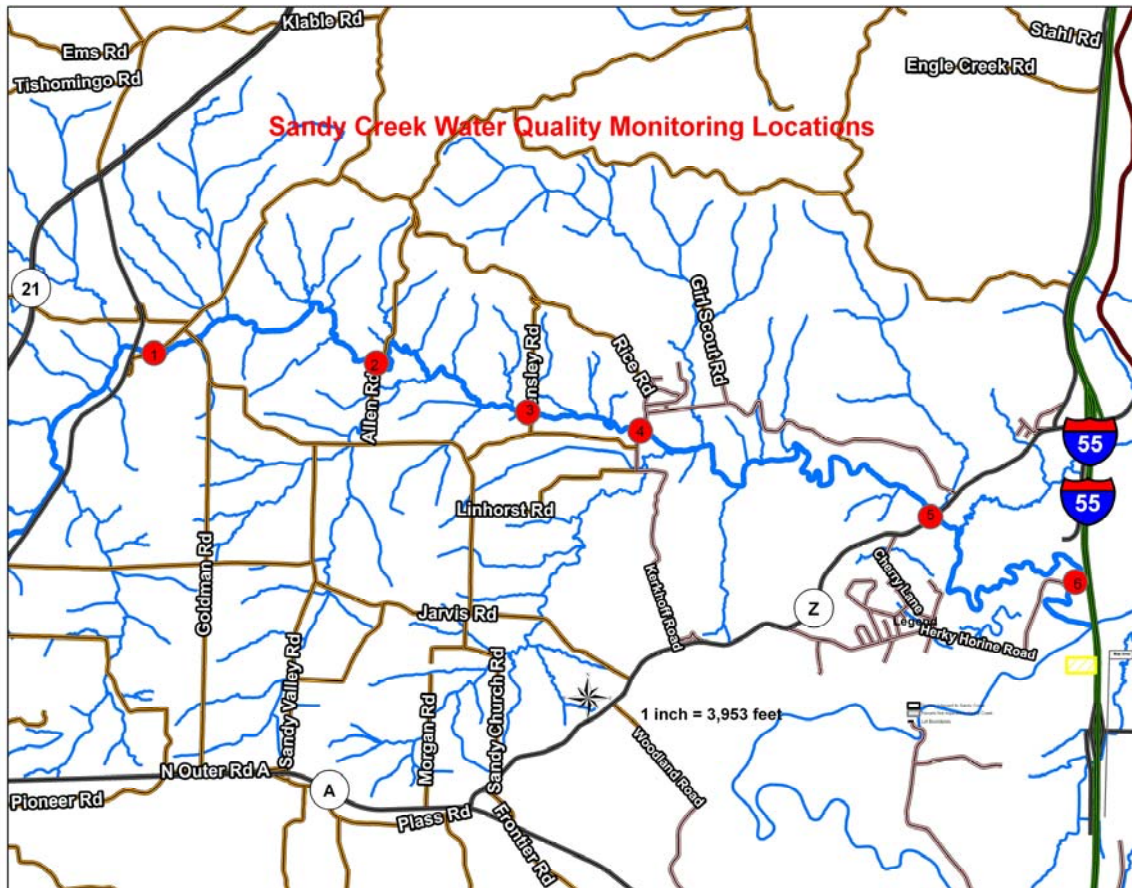 Klable Rd
Ems Rd
Tishomingo Rd
Stahl Rd
Engle Creek Rd
Sandy Creek Water Quality Monitoring Locations
21
Girl Scout Rd
Rice Rd
1
2
Allen Rd
3
4
55
55
Linhorst Rd
5
Goldman Rd
Kerkhoff Road
Cherry Lane
6
Z
Jarvis Rd
Legend
Herky Horine Road
Sandy Valley Rd
Morgan Rd
Sandy Church Rd
1 inch = 3,953 feet
Woodland Road
N Outer Rd A
Pioneer Rd
A
Plass Rd
Frontier Rd